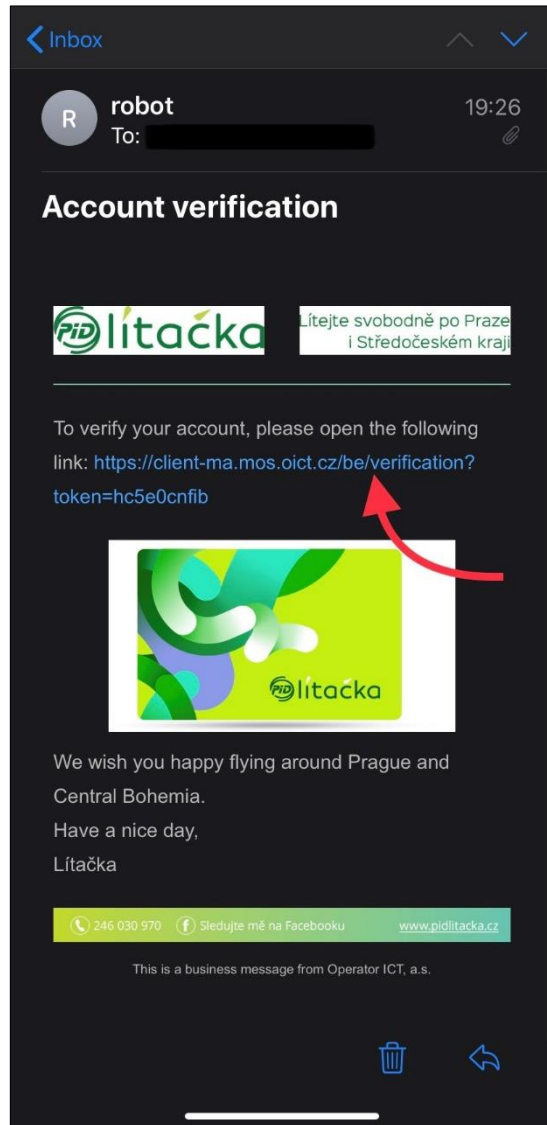 Inbox
R
robot
19:26
To:
Account verification
PID lítačka
Lítejte svobodně po Praze
i Středočeském kraji
To verify your account, please open the following
link: https://client-ma.mos.oict.cz/be/verification?
token=hc5e0cnfib
PID lítačka
We wish you happy flying around Prague and
Central Bohemia.
Have a nice day,
Lítačka
246 030 970 f Sledujte mě na Facebooku www.pidlitacka.cz
This is a business message from Operator ICT, a.s.